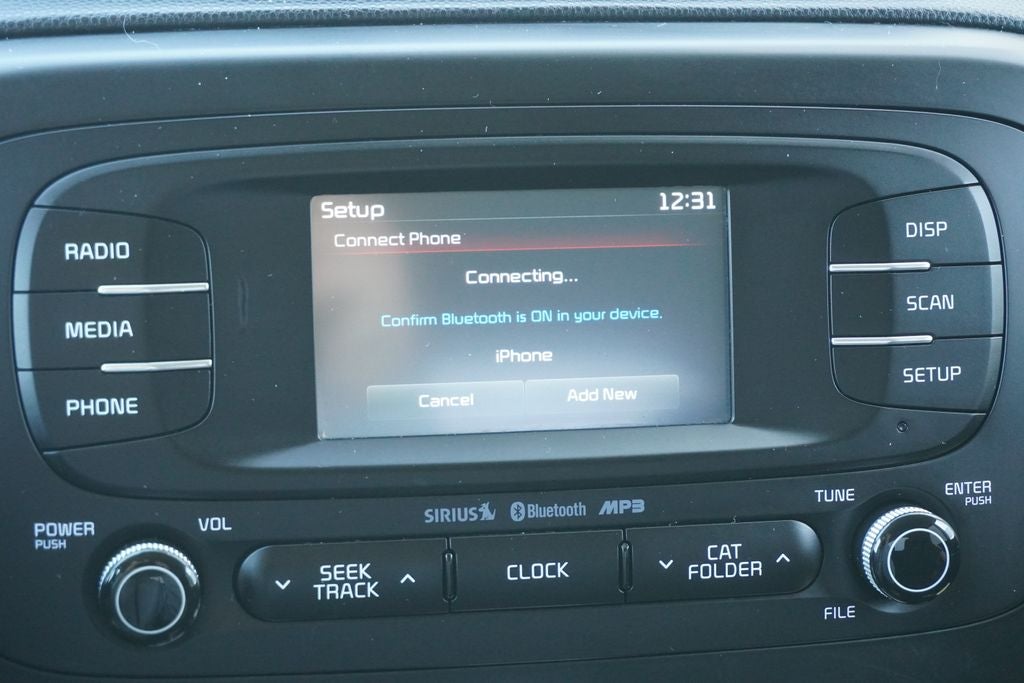 Setup 12:31
Connect Phone
Connecting...
Confirm Bluetooth is ON in your device.
iPhone
Cancel Add New
RADIO
MEDIA
PHONE
DISP
SCAN
SETUP
SIRIUS Bluetooth MP3
POWER
PUSH
VOL
SEEK
TRACK
CLOCK
CAT
FOLDER
TUNE
ENTER
PUSH
FILE